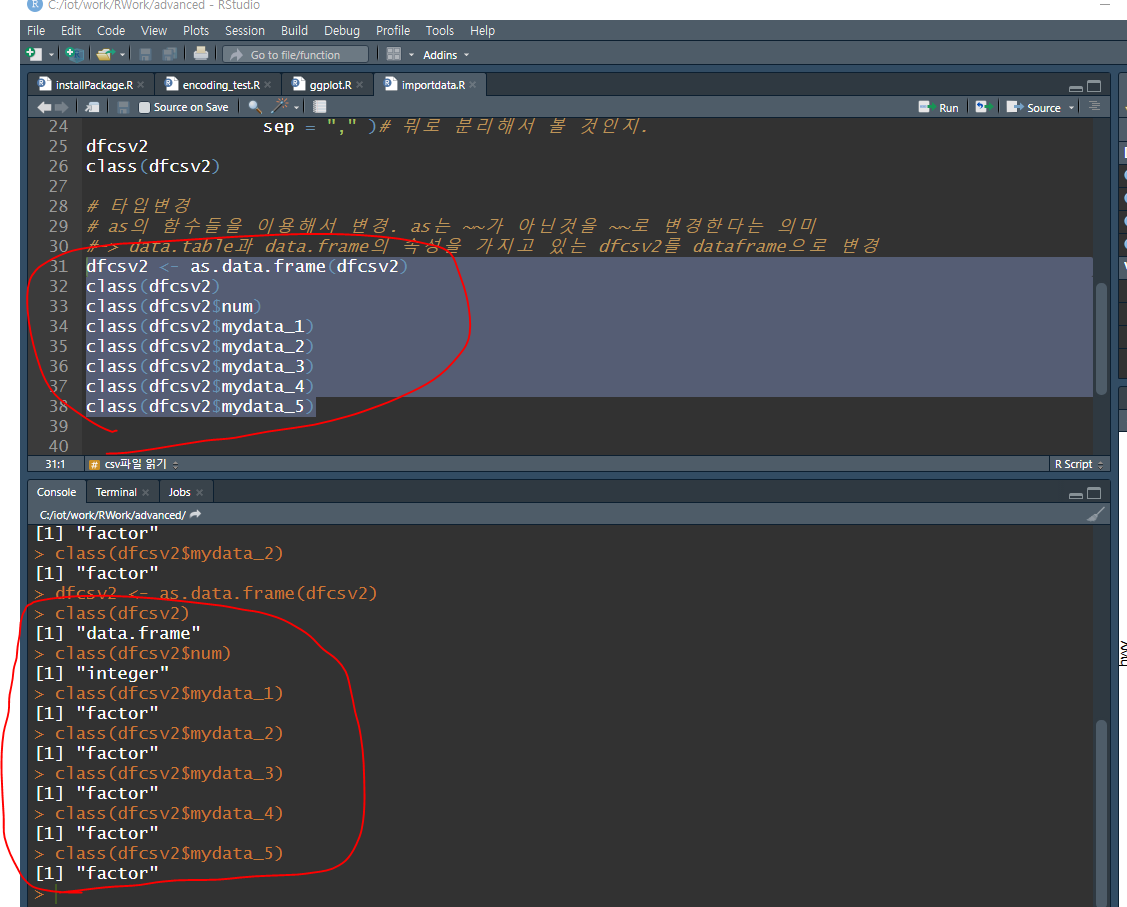 R C:/iot/work/RWork/advanced - RStudio
File Edit Code View Plots Session Build Debug Profile Tools Help
Go to file/function Addins
installPackage.R encoding_test.R ggplot.R importdata.R
Source on Save Run Source
24 sep = "," )# 뭐로 분리해서 볼 것인지.
25 dfcsv2
26 class(dfcsv2)
27
28 # 타입변경
29 # as의 함수들을 이용해서 변경. as는 ~~가 아닌것을 ~~로 변경한다는 의미
30 #-> data.table과 data.frame의 속성을 가지고 있는 dfcsv2를 dataframe으로 변경
31 dfcsv2 <- as.data.frame(dfcsv2)
32 class(dfcsv2)
33 class(dfcsv2$num)
34 class(dfcsv2$mydata_1)
35 class(dfcsv2$mydata_2)
36 class(dfcsv2$mydata_3)
37 class(dfcsv2$mydata_4)
38 class(dfcsv2$mydata_5)
39
40
31:1 # csv파일 읽기 R Script
Console Terminal Jobs
C:/iot/work/RWork/advanced/
[1] "factor"
> class(dfcsv2$mydata_2)
[1] "factor"
> dfcsv2 <- as.data.frame(dfcsv2)
> class(dfcsv2)
[1] "data.frame"
> class(dfcsv2$num)
[1] "integer"
> class(dfcsv2$mydata_1)
[1] "factor"
> class(dfcsv2$mydata_2)
[1] "factor"
> class(dfcsv2$mydata_3)
[1] "factor"
> class(dfcsv2$mydata_4)
[1] "factor"
> class(dfcsv2$mydata_5)
[1] "factor"
>